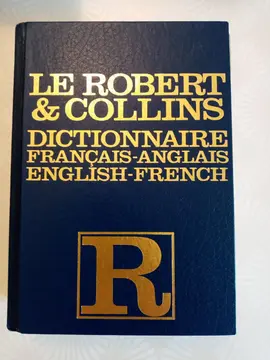 LE ROBERT
& COLLINS
DICTIONNAIRE
FRANÇAIS-ANGLAIS
ENGLISH-FRENCH
R